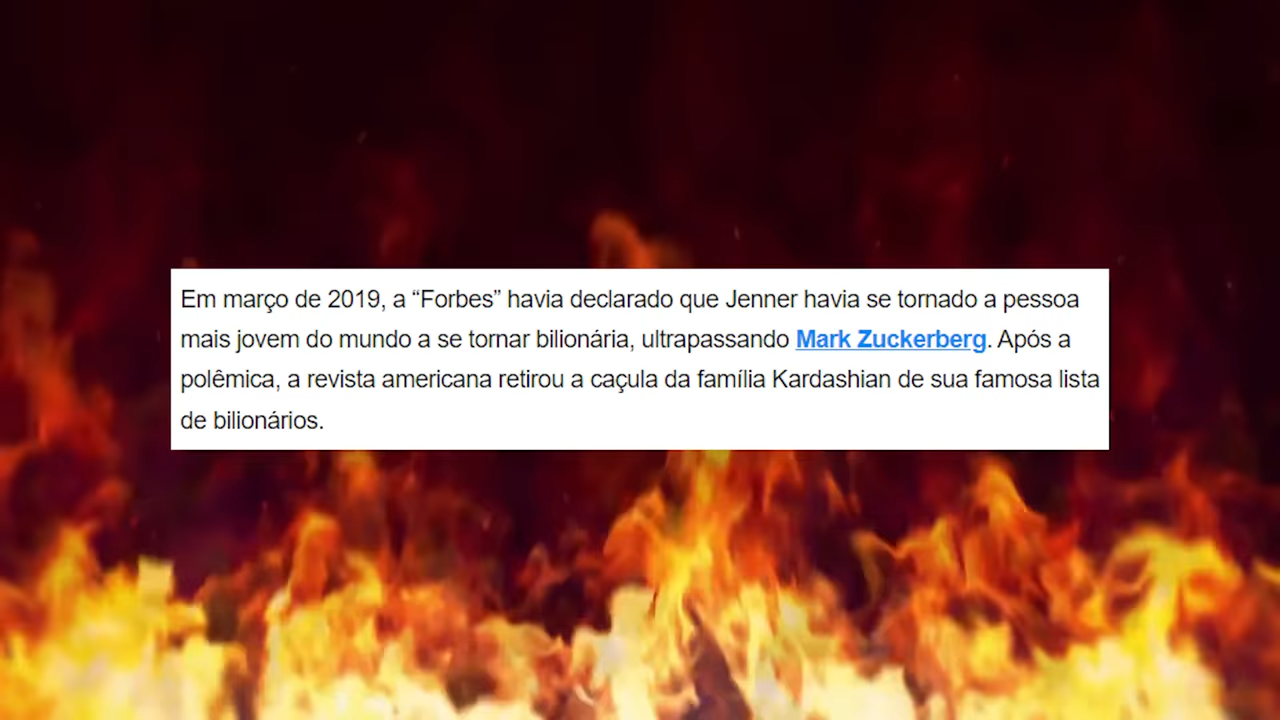 Em março de 2019, a “Forbes” havia declarado que Jenner havia se tornado a pessoa
mais jovem do mundo a se tornar bilionária, ultrapassando Mark Zuckerberg. Após a
polêmica, a revista americana retirou a caçula da família Kardashian de sua famosa lista
de bilionários.